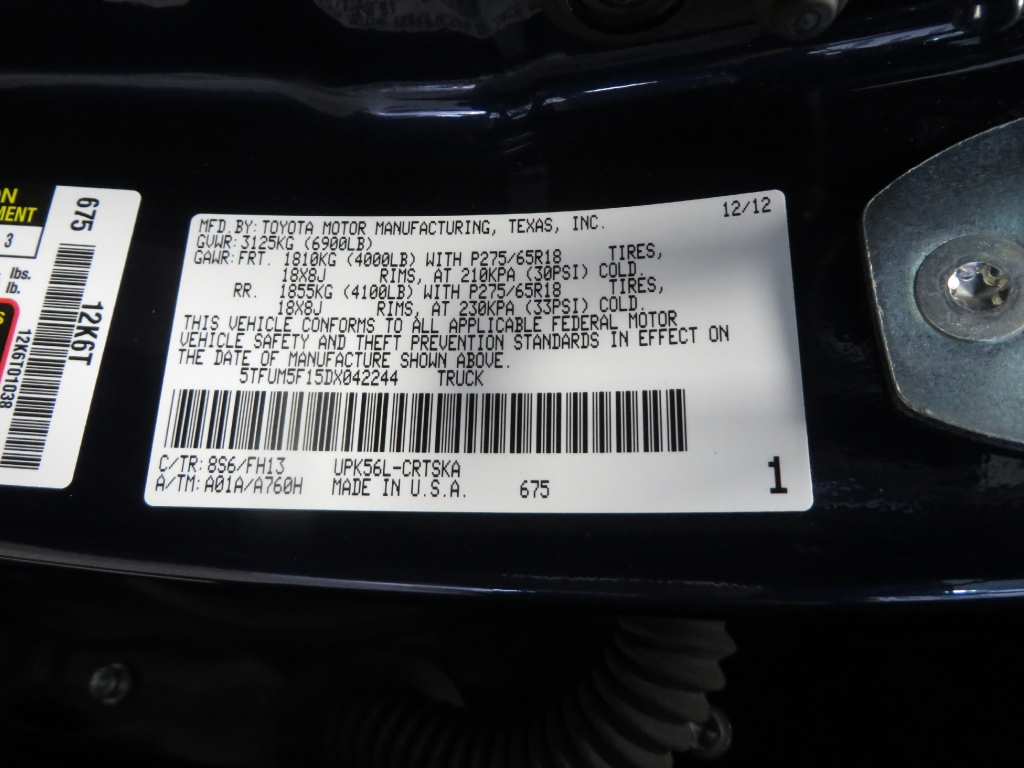 MFD.BY: TOYOTA MOTOR MANUFACTURING, TEXAS, INC. 12/12
GVWR: 3125KG (6900LB)
GAWR: FRT. 1810KG (4000LB) WITH P275/65R18 TIRES,
18X8J RIMS, AT 210KPA (30PSI) COLD.
RR. 1855KG (4100LB) WITH P275/65R18 TIRES,
18X8J RIMS, AT 230KPA (33PSI) COLD.
THIS VEHICLE CONFORMS TO ALL APPLICABLE FEDERAL MOTOR
VEHICLE SAFETY AND THEFT PREVENTION STANDARDS IN EFFECT ON
THE DATE OF MANUFACTURE SHOWN ABOVE.
5TFUM5F15DX042244 TRUCK
C/TR: 8S6/FH13 UPK56L-CRTSKA
A/TM: A01A/A760H MADE IN U.S.A. 675 1
675
12K6T
12K6T01038
3
lbs.
lb.